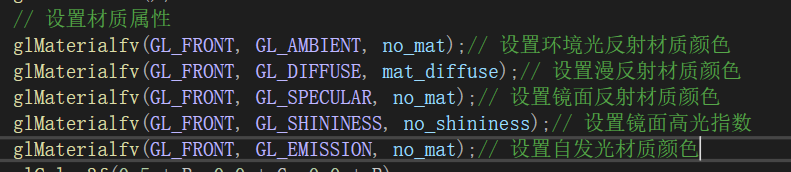 // 设置材质属性
glMaterialfv(GL_FRONT, GL_AMBIENT, no_mat);// 设置环境光反射材质颜色
glMaterialfv(GL_FRONT, GL_DIFFUSE, mat_diffuse);// 设置漫反射材质颜色
glMaterialfv(GL_FRONT, GL_SPECULAR, no_mat);// 设置镜面反射材质颜色
glMaterialfv(GL_FRONT, GL_SHININESS, no_shininess);// 设置镜面高光指数
glMaterialfv(GL_FRONT, GL_EMISSION, no_mat);// 设置自发光材质颜色